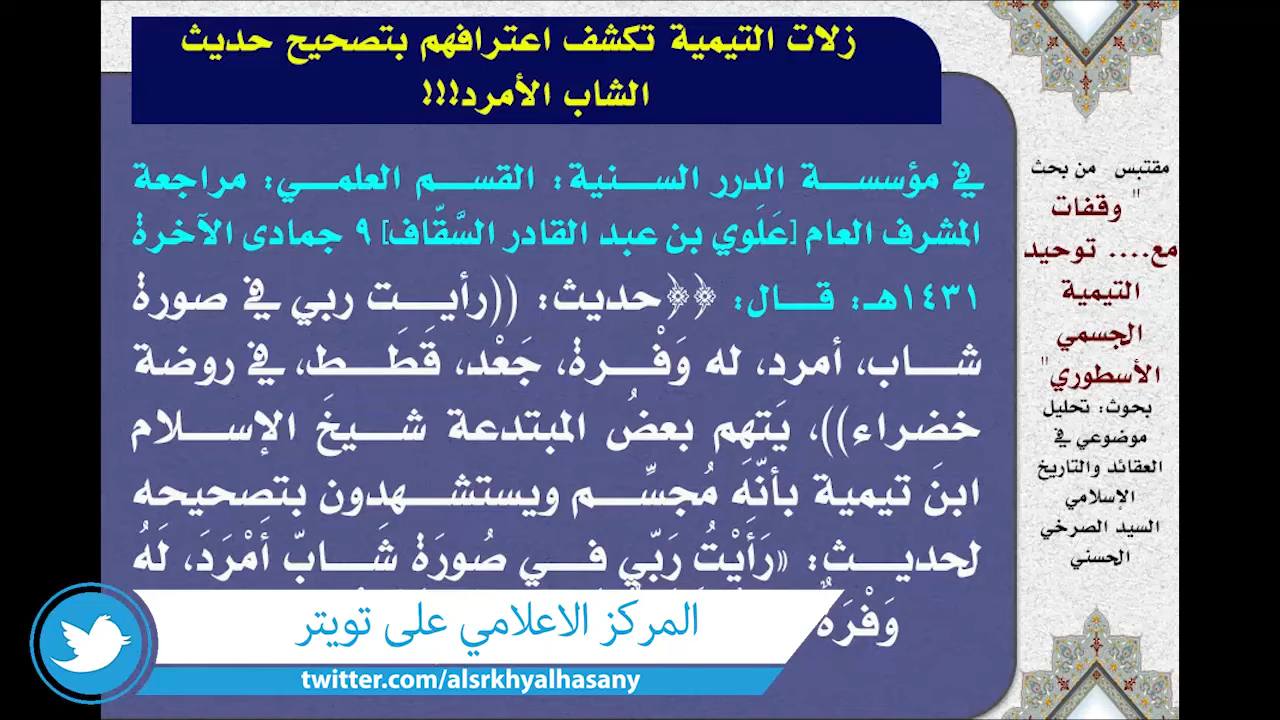 زلات التيمية تكشف اعترافهم بتصحيح حديث
الشاب الأمرد!!!
في مؤسسة الدرر السنية: القسم العلمي: مراجعة
المشرف العام [عَلَوي بن عبد القادر السَّقّاف] ٩ جمادى الآخرة
١٤٣١هـ: قال: ﴿﴿حديث: ((رأيت ربي في صورة
شاب، أمرد، له وَفْرة، جَعْد، قَطَط، في روضة
خضراء))، يَتهم بعضُ المبتدعة شيخَ الإسلام
ابنَ تيمية بأنّهَ مُجسِّم ويستشهدون بتصحيحه
لحديث: «رَأَيْتُ رَبِّي فِي صُورَةِ شَابّ أَمْرَدَ، لَهُ
وَفْرَةٌ
مقتبس من بحث
" وقفات
مع.... توحيد
التيمية
الجسمي
الأسطوري"
بحوث: تحليل
موضوعي في
العقائد والتاريخ
الإسلامي
السيد الصرخي
الحسني
المركز الاعلامي على تويتر
twitter.com/alsrkhyalhasany